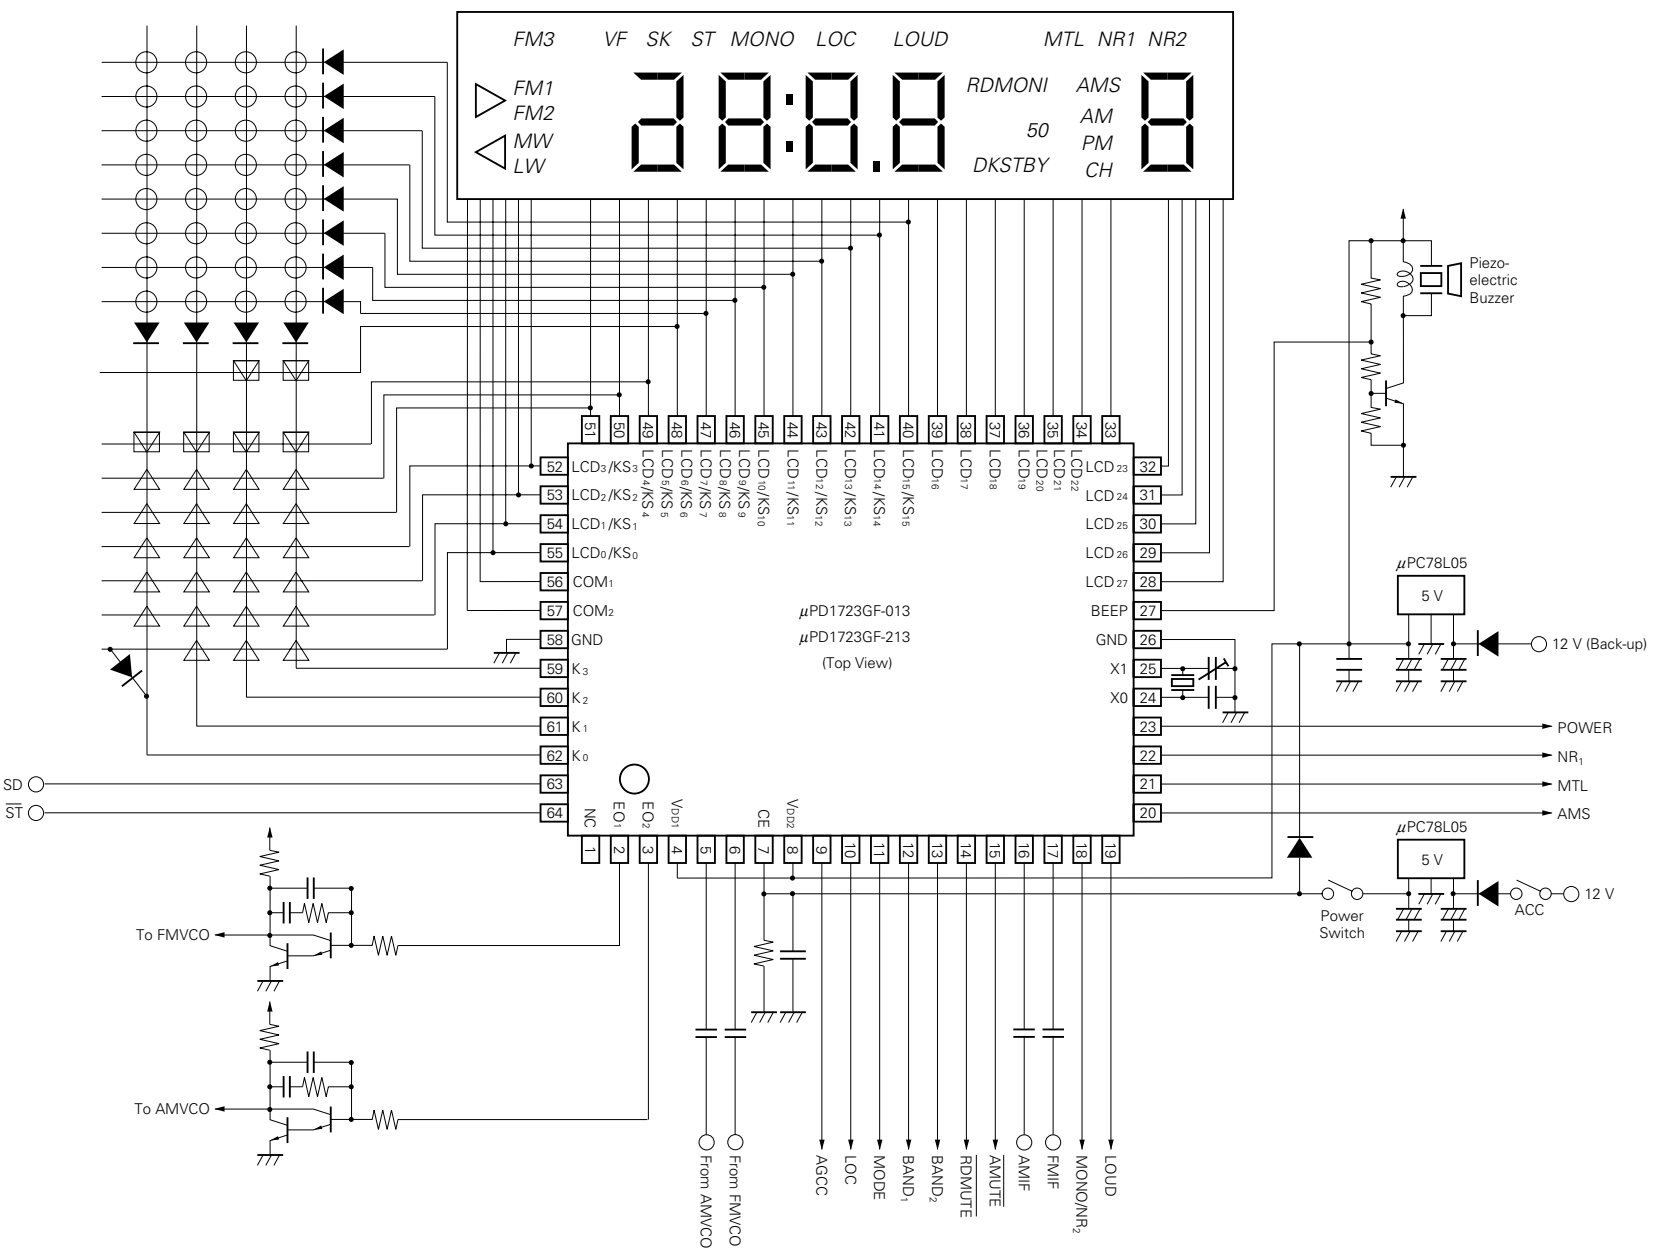 FM3 VF SK ST MONO LOC LOUD MTL NR1 NR2
FM1
FM2
MW
LW
28:8.8
RDMONI
50
DKSTBY
AMS
AM
PM
CH
8
Piezo-
electric
Buzzer
51 50 49 48 47 46 45 44 43 42 41 40 39 38 37 36 35 34 33
LCD4/KS4
LCD5/KS5
LCD6/KS6
LCD7/KS7
LCD8/KS8
LCD9/KS9
LCD10/KS10
LCD11/KS11
LCD12/KS12
LCD13/KS13
LCD14/KS14
LCD15/KS15
LCD16
LCD17
LCD18
LCD19
LCD20
LCD21
LCD22
52 LCD3/KS3
53 LCD2/KS2
54 LCD1/KS1
55 LCD0/KS0
56 COM1
57 COM2
58 GND
59 K3
60 K2
61 K1
62 K0
SD 63
S̅T̅ 64
LCD23 32
LCD24 31
LCD25 30
LCD26 29
LCD27 28
BEEP 27
GND 26
X1 25
X0 24
23 POWER
22 NR1
21 MTL
20 AMS
μPD1723GF-013
μPD1723GF-213
(Top View)
μPC78L05
5 V
12 V (Back-up)
μPC78L05
5 V
12 V
ACC
Power
Switch
NC
EO1
EO2
VDD1
CE
VDD2
1 2 3 4 5 6 7 8 9 10 11 12 13 14 15 16 17 18 19
To FMVCO
To AMVCO
From AMVCO
From FMVCO
AGCC
LOC
MODE
BAND1
BAND2
R̅D̅M̅U̅T̅E̅
A̅M̅U̅T̅E̅
AMIF
FMIF
MONO/NR2
LOUD